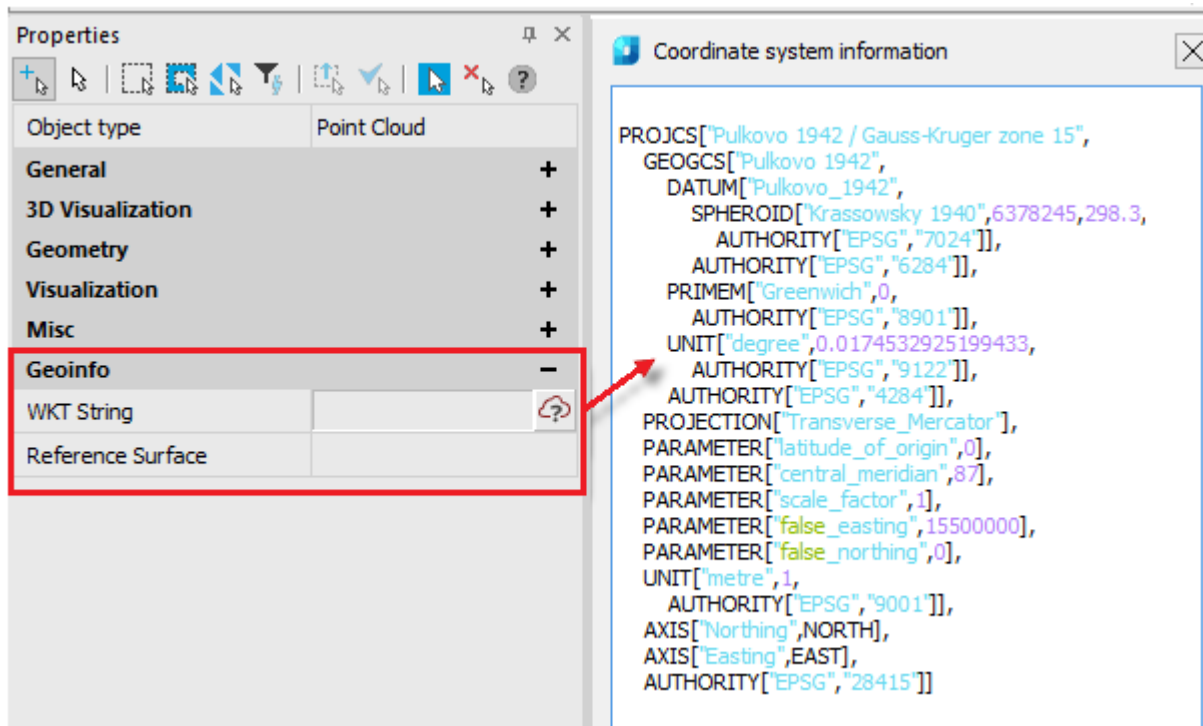 Properties
Object type Point Cloud
General
3D Visualization
Geometry
Visualization
Misc
Geoinfo
WKT String
Reference Surface
Coordinate system information
PROJCS["Pulkovo 1942 / Gauss-Kruger zone 15",
GEOGCS["Pulkovo 1942",
DATUM["Pulkovo_1942",
SPHEROID["Krassowsky 1940",6378245,298.3,
AUTHORITY["EPSG","7024"]],
AUTHORITY["EPSG","6284"]],
PRIMEM["Greenwich",0,
AUTHORITY["EPSG","8901"]],
UNIT["degree",0.0174532925199433,
AUTHORITY["EPSG","9122"]],
AUTHORITY["EPSG","4284"]],
PROJECTION["Transverse_Mercator"],
PARAMETER["latitude_of_origin",0],
PARAMETER["central_meridian",87],
PARAMETER["scale_factor",1],
PARAMETER["false_easting",15500000],
PARAMETER["false_northing",0],
UNIT["metre",1,
AUTHORITY["EPSG","9001"]],
AXIS["Northing",NORTH],
AXIS["Easting",EAST],
AUTHORITY["EPSG","28415"]]